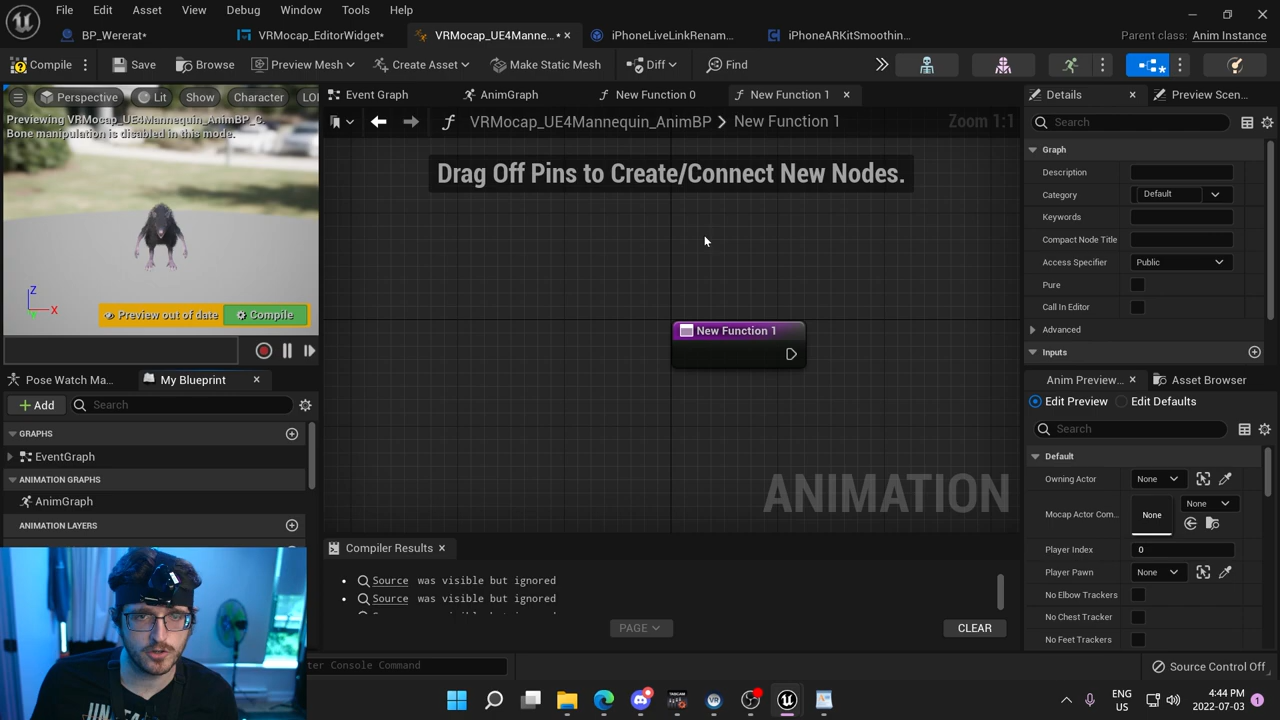 File Edit Asset View Debug Window Tools Help
BP_Wererat* VRMocap_EditorWidget* VRMocap_UE4Manne...* iPhoneLiveLinkRenam... iPhoneARKitSmoothin... Parent class: Anim Instance
Compile Save Browse Preview Mesh Create Asset Make Static Mesh Diff Find
Perspective Lit Show Character LO
Previewing VRMocap_UE4Mannequin_AnimBP_C.
Bone manipulation is disabled in this mode.
Z
X
Preview out of date Compile
Pose Watch Ma... My Blueprint
Add Search
GRAPHS
EventGraph
ANIMATION GRAPHS
AnimGraph
ANIMATION LAYERS
Event Graph AnimGraph New Function 0 New Function 1
VRMocap_UE4Mannequin_AnimBP > New Function 1 Zoom 1:1
Drag Off Pins to Create/Connect New Nodes.
New Function 1
ANIMATION
Compiler Results
Source was visible but ignored
Source was visible but ignored
PAGE CLEAR
ter Console Command
Details Preview Scen...
Search
Graph
Description
Category Default
Keywords
Compact Node Title
Access Specifier Public
Pure
Call In Editor
Advanced
Inputs
Anim Preview... Asset Browser
Edit Preview Edit Defaults
Search
Default
Owning Actor None
Mocap Actor Com... None None
Player Index 0
Player Pawn None
No Elbow Trackers
No Chest Tracker
No Feet Trackers
Source Control Off
TASCAM
ENG
US
4:44 PM
2022-07-03
1